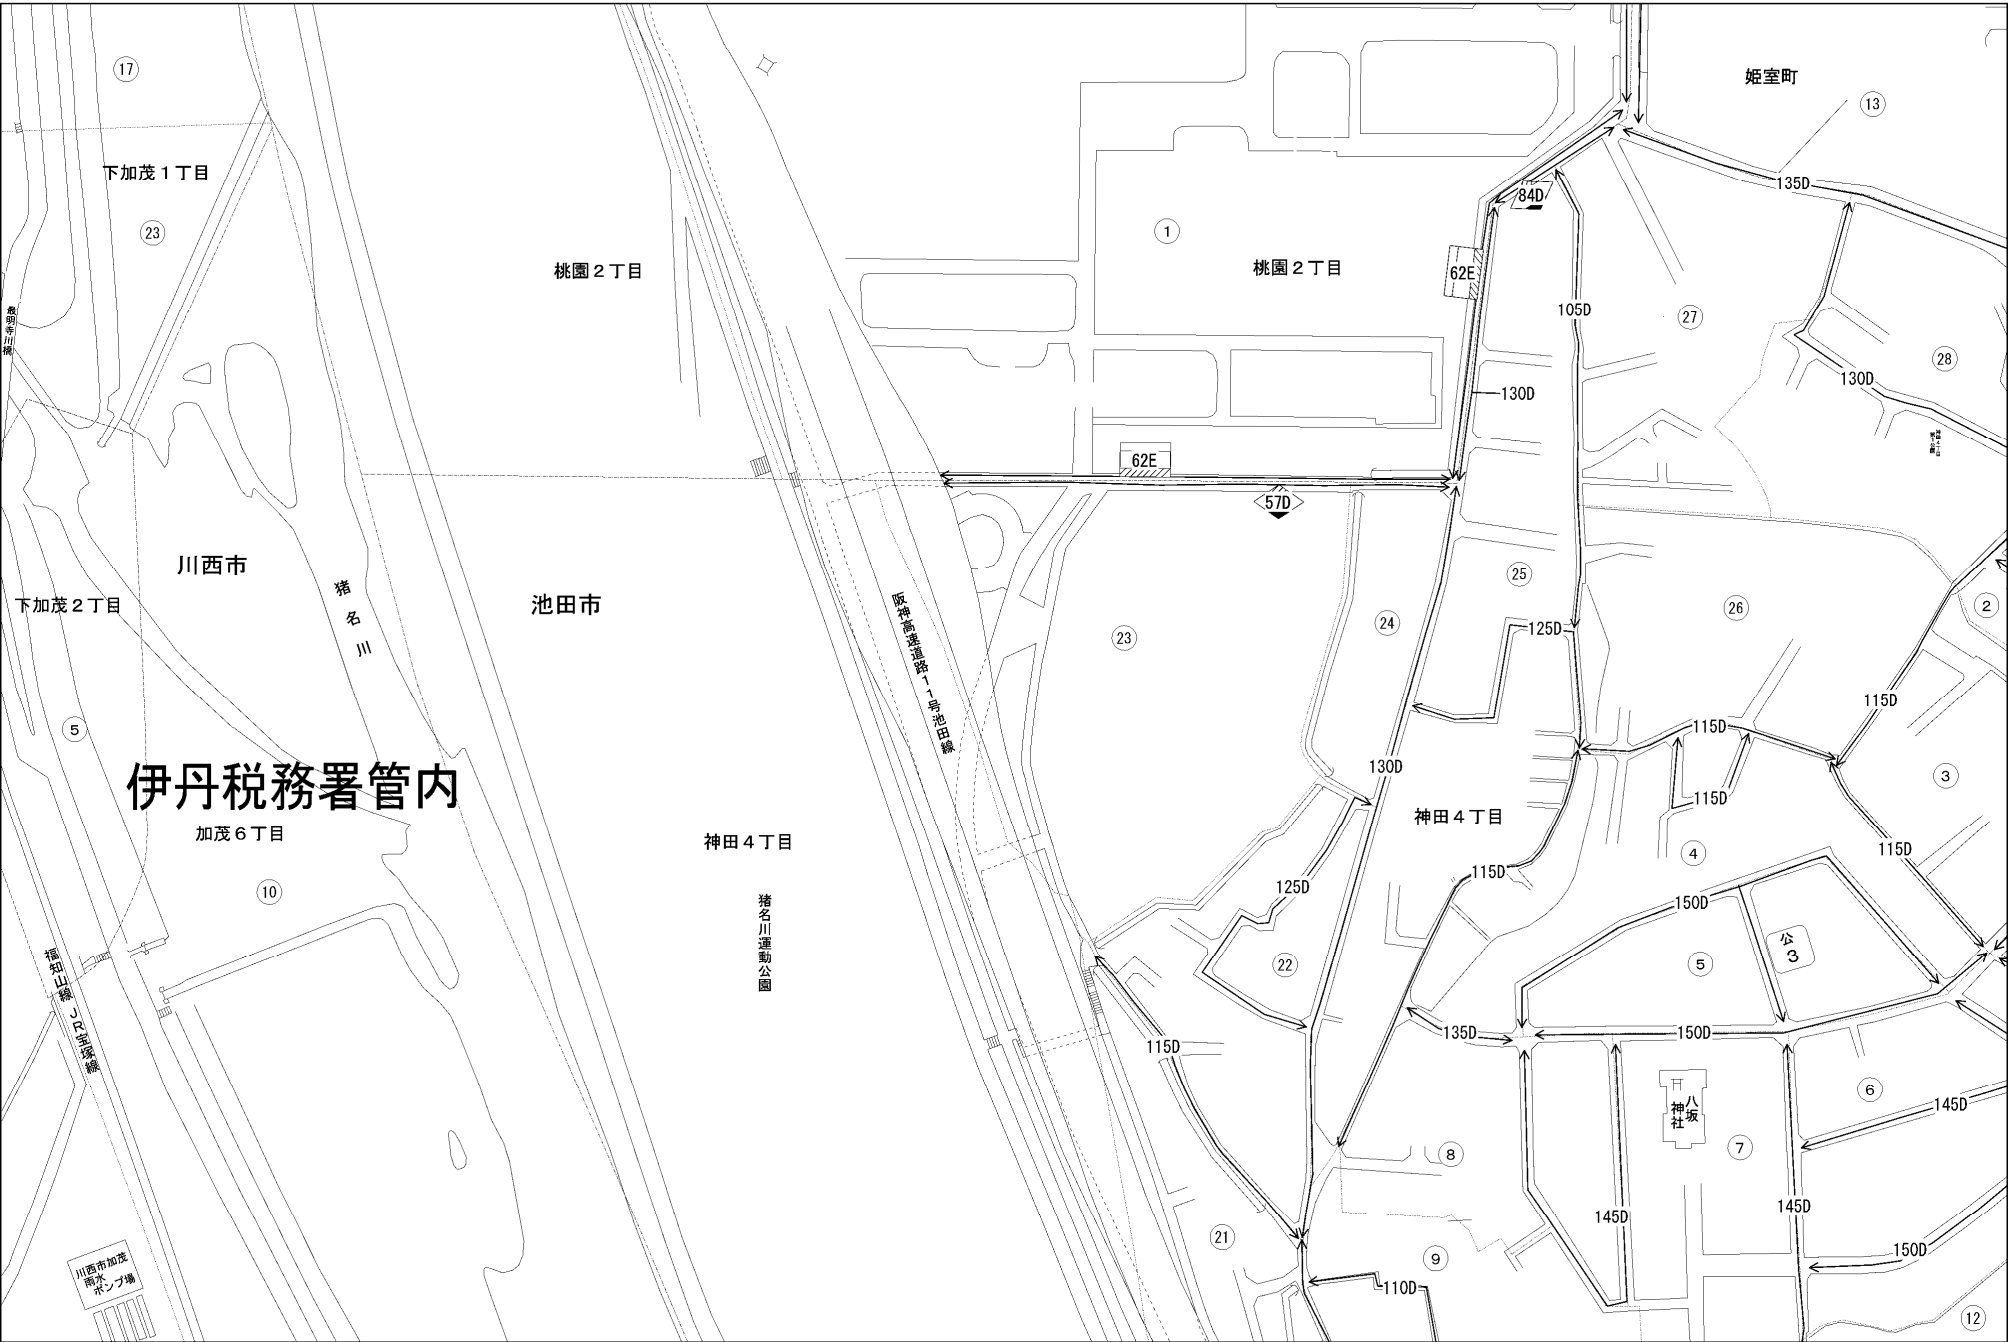 17
姫室町
13
下加茂１丁目
135D
84D
23
1
桃園２丁目
桃園２丁目
62E
105D
27
最明寺川橋
28
130D
130D
62E
57D
川西市
25
猪名川
池田市
下加茂２丁目
阪神高速道路１１号池田線
23
24
125D
26
2
115D
5
115D
130D
3
伊丹税務署管内
115D
加茂６丁目
神田４丁目
神田４丁目
115D
4
115D
10
125D
猪名川運動公園
150D
公
3
5
22
福知山線 ＪＲ宝塚線
115D
135D
150D
6
八坂
神社
145D
7
8
145D
145D
21
9
150D
川西市加茂
雨水
ポンプ場
110D
12